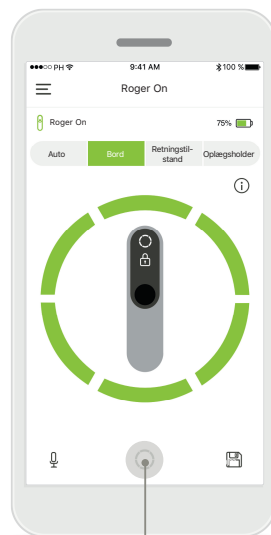 PH 9:41 AM 100 %
Roger On
Roger On 75%
Auto Bord Retningstil-
stand Oplægsholder